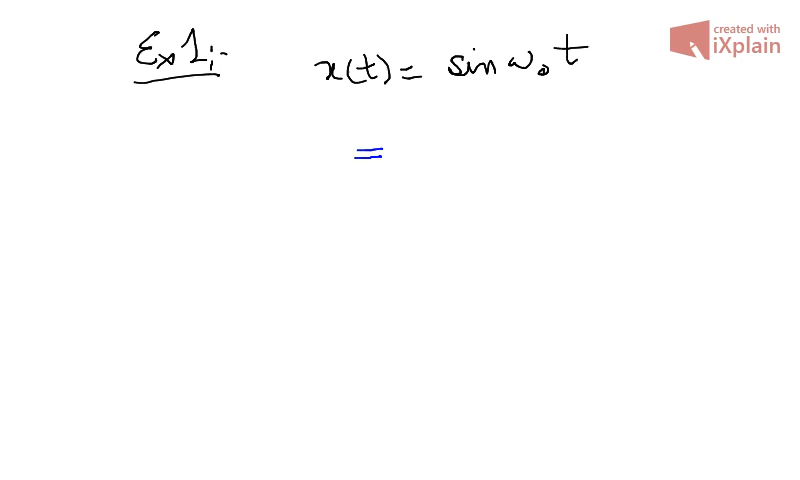 Ex 1:- x(t) = sin ω₀ t
=
created with
iXplain